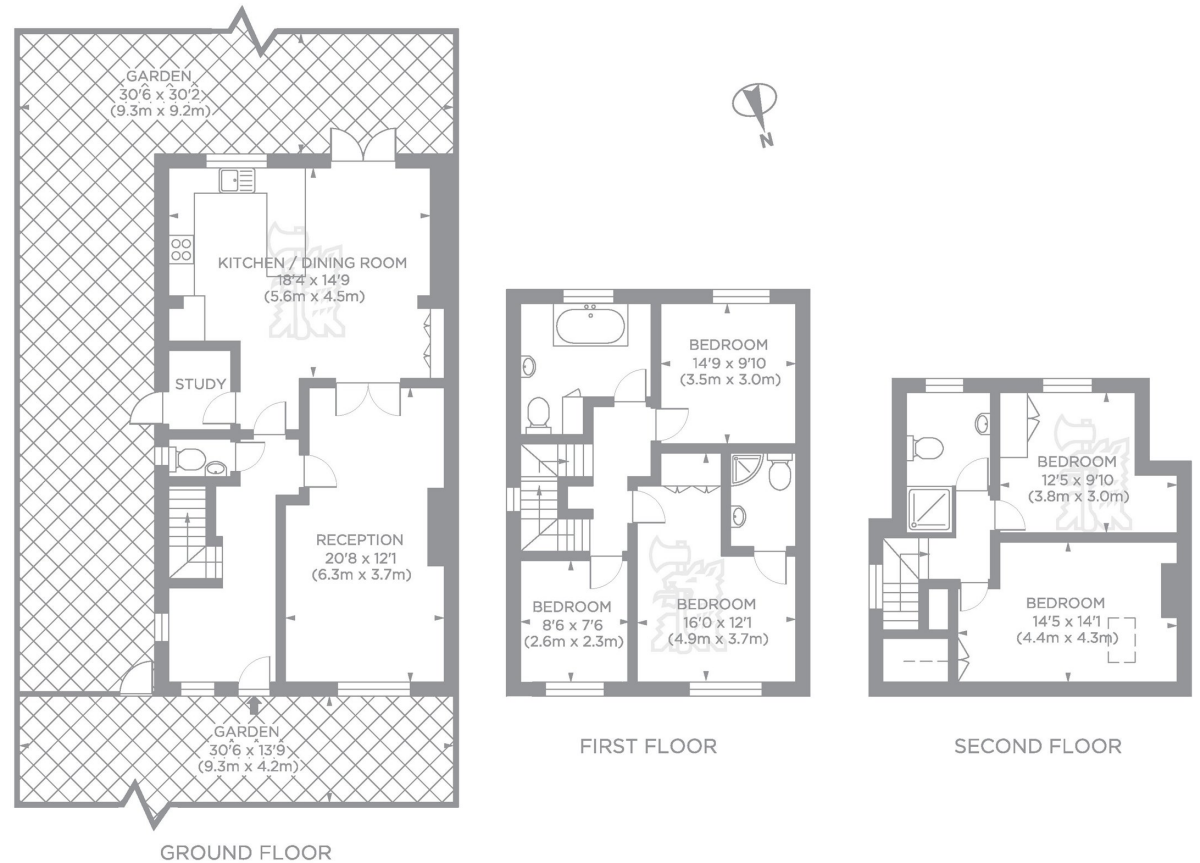 GARDEN
30'6 x 30'2
(9.3m x 9.2m)
N
KITCHEN / DINING ROOM
18'4 x 14'9
(5.6m x 4.5m)
STUDY
RECEPTION
20'8 x 12'1
(6.3m x 3.7m)
GARDEN
30'6 x 13'9
(9.3m x 4.2m)
GROUND FLOOR
BEDROOM
14'9 x 9'10
(3.5m x 3.0m)
BEDROOM
8'6 x 7'6
(2.6m x 2.3m)
BEDROOM
16'0 x 12'1
(4.9m x 3.7m)
FIRST FLOOR
BEDROOM
12'5 x 9'10
(3.8m x 3.0m)
BEDROOM
14'5 x 14'1
(4.4m x 4.3m)
SECOND FLOOR